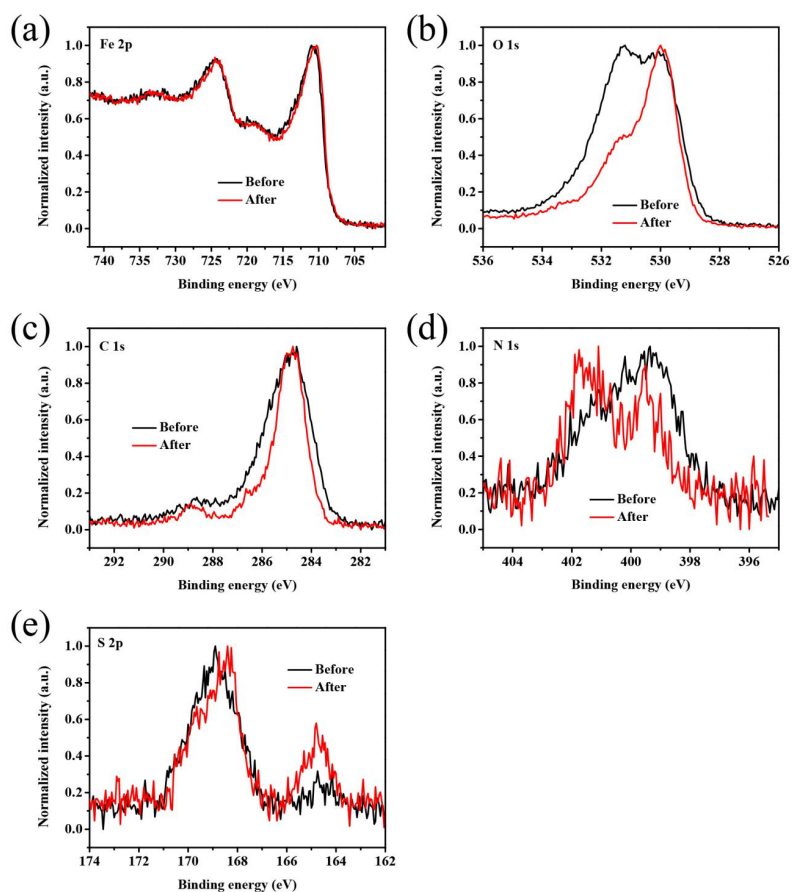 (a)
Fe 2p
Normalized intensity (a.u.)
1.0
0.8
0.6
0.4
0.2
0.0
Before
After
740 735 730 725 720 715 710 705
Binding energy (eV)
(b)
O 1s
Normalized intensity (a.u.)
1.0
0.8
0.6
0.4
0.2
0.0
Before
After
536 534 532 530 528 526
Binding energy (eV)
(c)
C 1s
Normalized intensity (a.u.)
1.0
0.8
0.6
0.4
0.2
0.0
Before
After
292 290 288 286 284 282
Binding energy (eV)
(d)
N 1s
Normalized intensity (a.u.)
1.0
0.8
0.6
0.4
0.2
0.0
Before
After
404 402 400 398 396
Binding energy (eV)
(e)
S 2p
Normalized intensity (a.u.)
1.0
0.8
0.6
0.4
0.2
0.0
Before
After
174 172 170 168 166 164 162
Binding energy (eV)